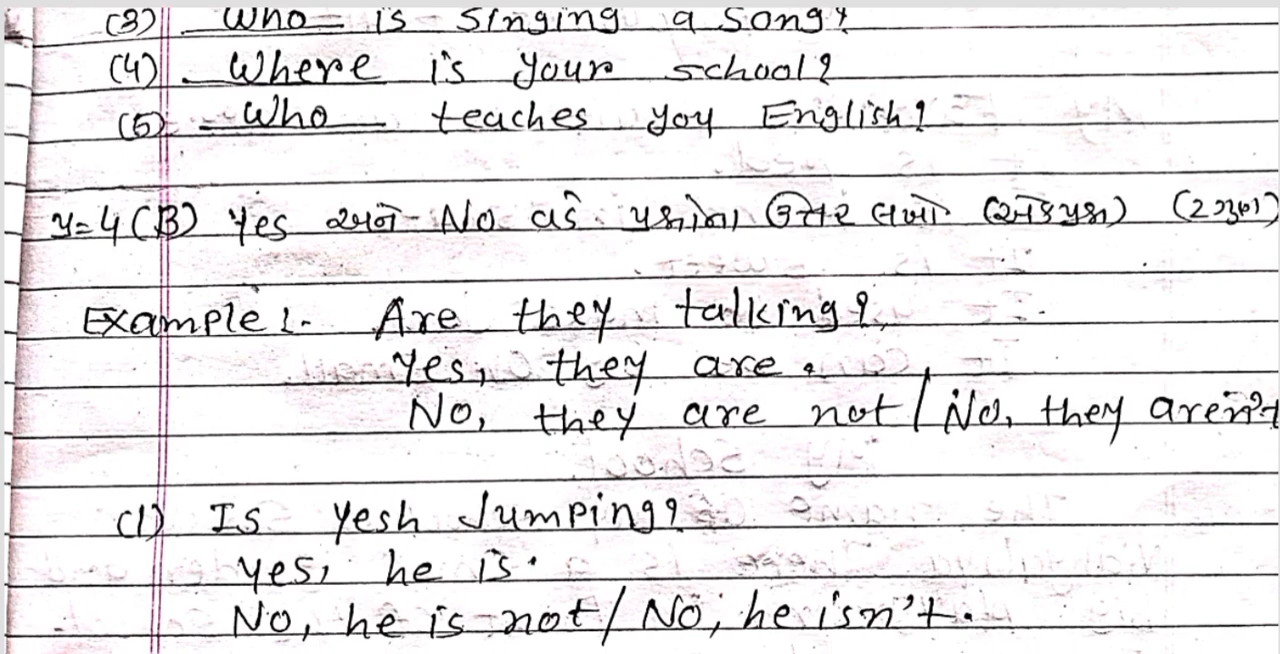 (3) Who is singing a song?
(4) Where is your school?
(5) Who teaches you English?
પ્ર-4 (B) Yes અને No વડે પ્રશ્નોના ઉત્તર લખો (એકપ્રશ્ન) (2 ગુણ)
Example :- Are they talking?
Yes, they are.
No, they are not / No, they aren't
(1) Is yesh Jumping?
yes, he is.
No, he is not / No, he isn't.